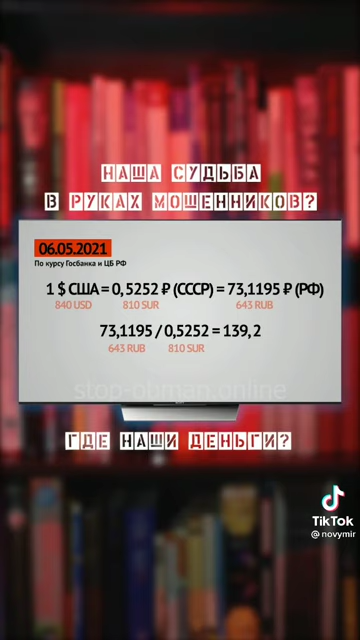 НАША СУДЬБА
В РУКАХ МОШЕННИКОВ?
06.05.2021
По курсу Госбанка и ЦБ РФ
1 $ США = 0,5252 ₽ (СССР) = 73,1195 ₽ (РФ)
840 USD 810 SUR 643 RUB
73,1195 / 0,5252 = 139,2
643 RUB 810 SUR
stop-obman.online
ГДЕ НАШИ ДЕНЬГИ?
TikTok
@novymir